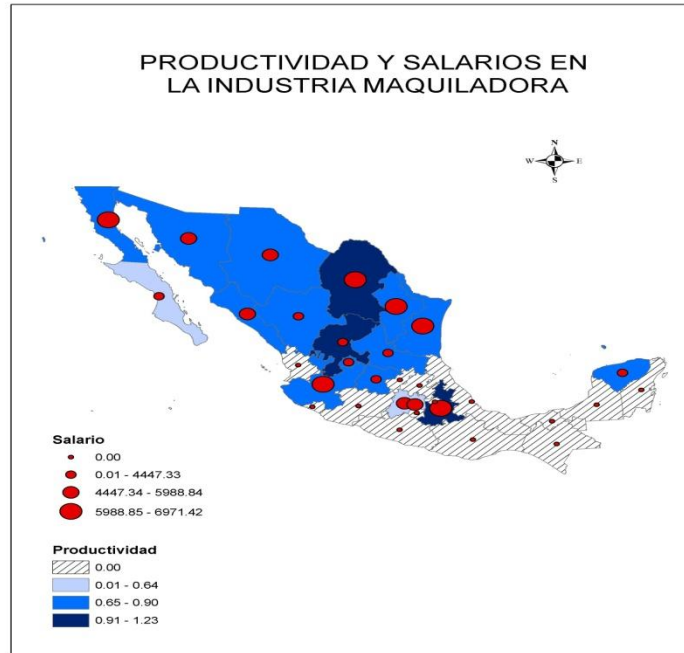 PRODUCTIVIDAD Y SALARIOS EN
LA INDUSTRIA MAQUILADORA
N
W E
S
Salario
0.00
0.01 - 4447.33
4447.34 - 5988.84
5988.85 - 6971.42
Productividad
0.00
0.01 - 0.64
0.65 - 0.90
0.91 - 1.23